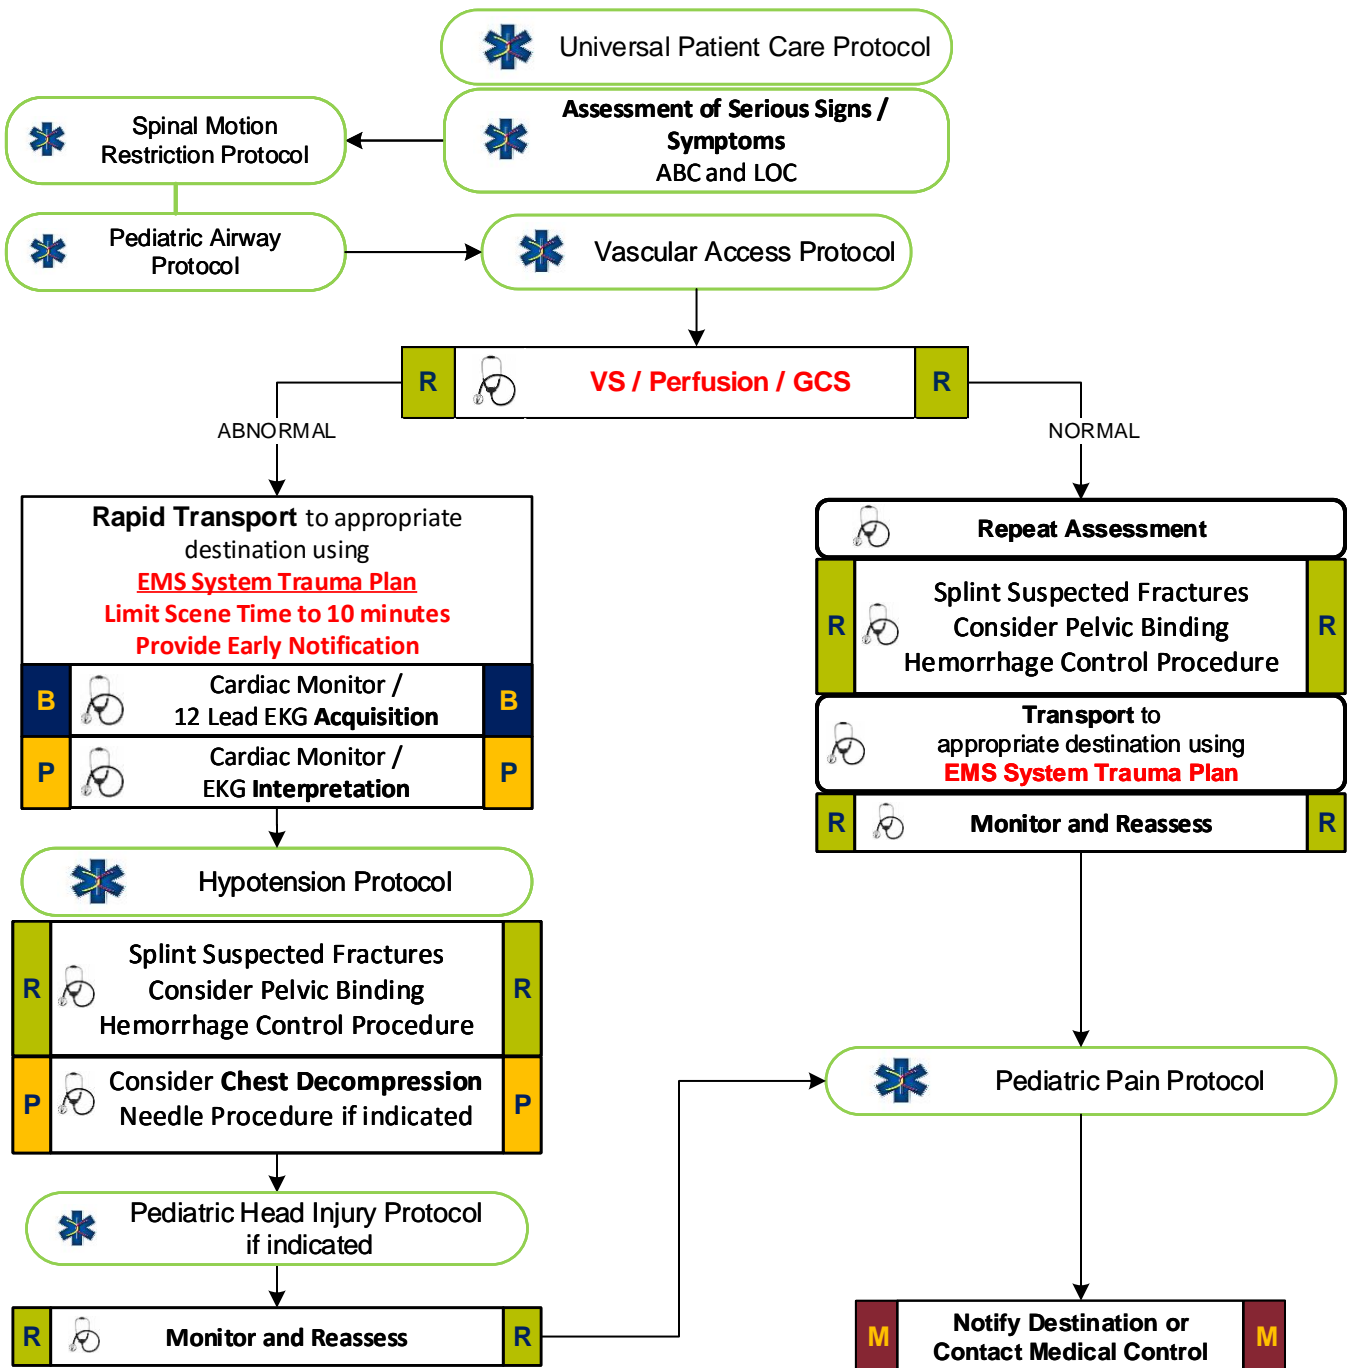 Universal Patient Care Protocol
Assessment of Serious Signs /
Symptoms
ABC and LOC
Spinal Motion
Restriction Protocol
Pediatric Airway
Protocol
Vascular Access Protocol
R VS / Perfusion / GCS R
ABNORMAL
NORMAL
Rapid Transport to appropriate
destination using
EMS System Trauma Plan
Limit Scene Time to 10 minutes
Provide Early Notification
B Cardiac Monitor / B
12 Lead EKG Acquisition
P Cardiac Monitor / P
EKG Interpretation
Hypotension Protocol
Splint Suspected Fractures
R Consider Pelvic Binding R
Hemorrhage Control Procedure
P Consider Chest Decompression P
Needle Procedure if indicated
Pediatric Head Injury Protocol
if indicated
R Monitor and Reassess R
Repeat Assessment
Splint Suspected Fractures
R Consider Pelvic Binding R
Hemorrhage Control Procedure
Transport to
appropriate destination using
EMS System Trauma Plan
R Monitor and Reassess R
Pediatric Pain Protocol
M Notify Destination or M
Contact Medical Control